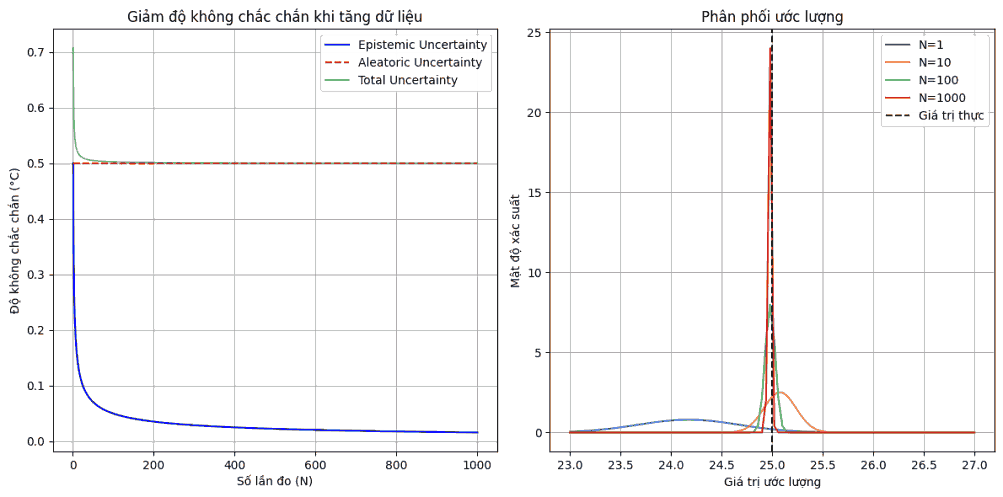 Giảm độ không chắc chắn khi tăng dữ liệu
Độ không chắc chắn (°C)
0.7
0.6
0.5
0.4
0.3
0.2
0.1
0.0
Epistemic Uncertainty
Aleatoric Uncertainty
Total Uncertainty
0 200 400 600 800 1000
Số lần đo (N)
Phân phối ước lượng
Mật độ xác suất
25
20
15
10
5
0
N=1
N=10
N=100
N=1000
Giá trị thực
23.0 23.5 24.0 24.5 25.0 25.5 26.0 26.5 27.0
Giá trị ước lượng